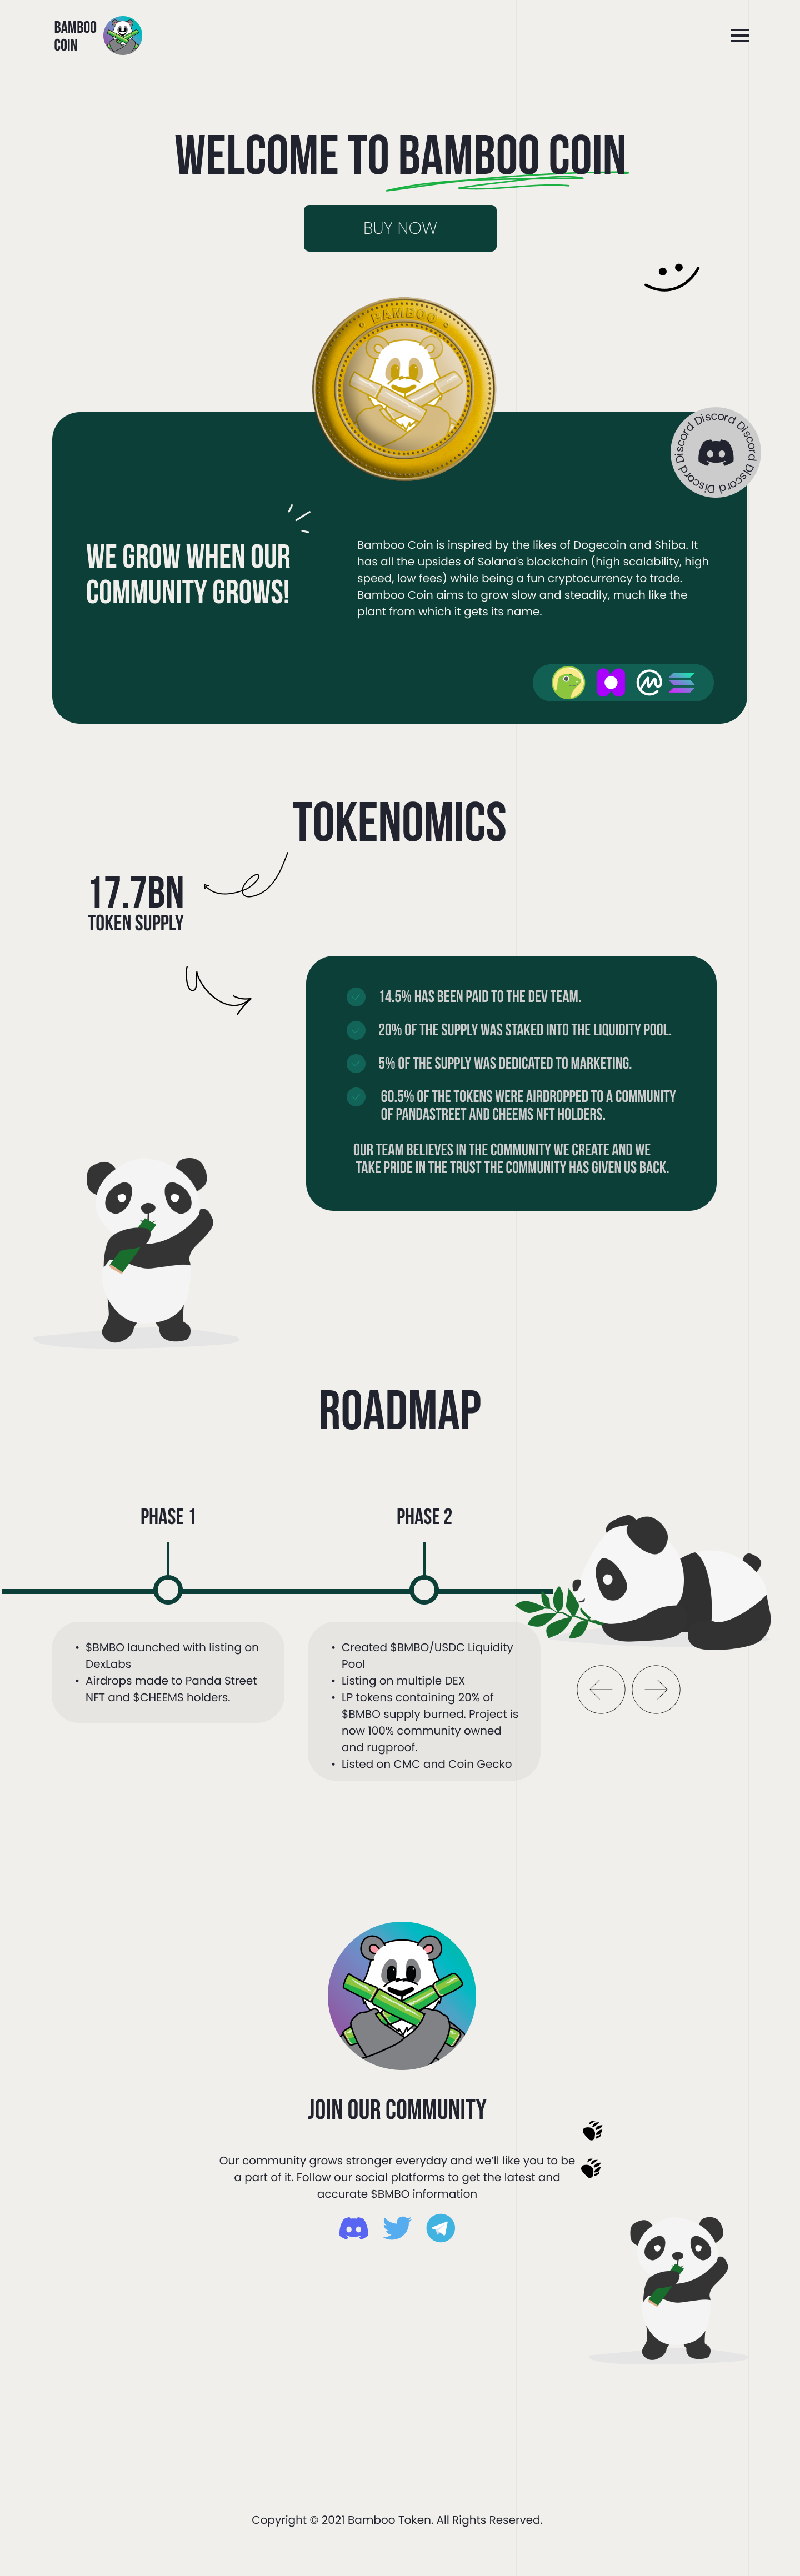 BAMBOO
COIN
WELCOME TO BAMBOO COIN
BUY NOW
• BAMBOO •
Discord Discord Discord Discord Discord
WE GROW WHEN OUR
COMMUNITY GROWS!
Bamboo Coin is inspired by the likes of Dogecoin and Shiba. It
has all the upsides of Solana's blockchain (high scalability, high
speed, low fees) while being a fun cryptocurrency to trade.
Bamboo Coin aims to grow slow and steadily, much like the
plant from which it gets its name.
TOKENOMICS
17.7BN
TOKEN SUPPLY
14.5% HAS BEEN PAID TO THE DEV TEAM.
20% OF THE SUPPLY WAS STAKED INTO THE LIQUIDITY POOL.
5% OF THE SUPPLY WAS DEDICATED TO MARKETING.
60.5% OF THE TOKENS WERE AIRDROPPED TO A COMMUNITY
OF PANDASTREET AND CHEEMS NFT HOLDERS.
OUR TEAM BELIEVES IN THE COMMUNITY WE CREATE AND WE
TAKE PRIDE IN THE TRUST THE COMMUNITY HAS GIVEN US BACK.
ROADMAP
PHASE 1
• $BMBO launched with listing on
DexLabs
• Airdrops made to Panda Street
NFT and $CHEEMS holders.
PHASE 2
• Created $BMBO/USDC Liquidity
Pool
• Listing on multiple DEX
• LP tokens containing 20% of
$BMBO supply burned. Project is
now 100% community owned
and rugproof.
• Listed on CMC and Coin Gecko
JOIN OUR COMMUNITY
Our community grows stronger everyday and we'll like you to be
a part of it. Follow our social platforms to get the latest and
accurate $BMBO information
Copyright © 2021 Bamboo Token. All Rights Reserved.